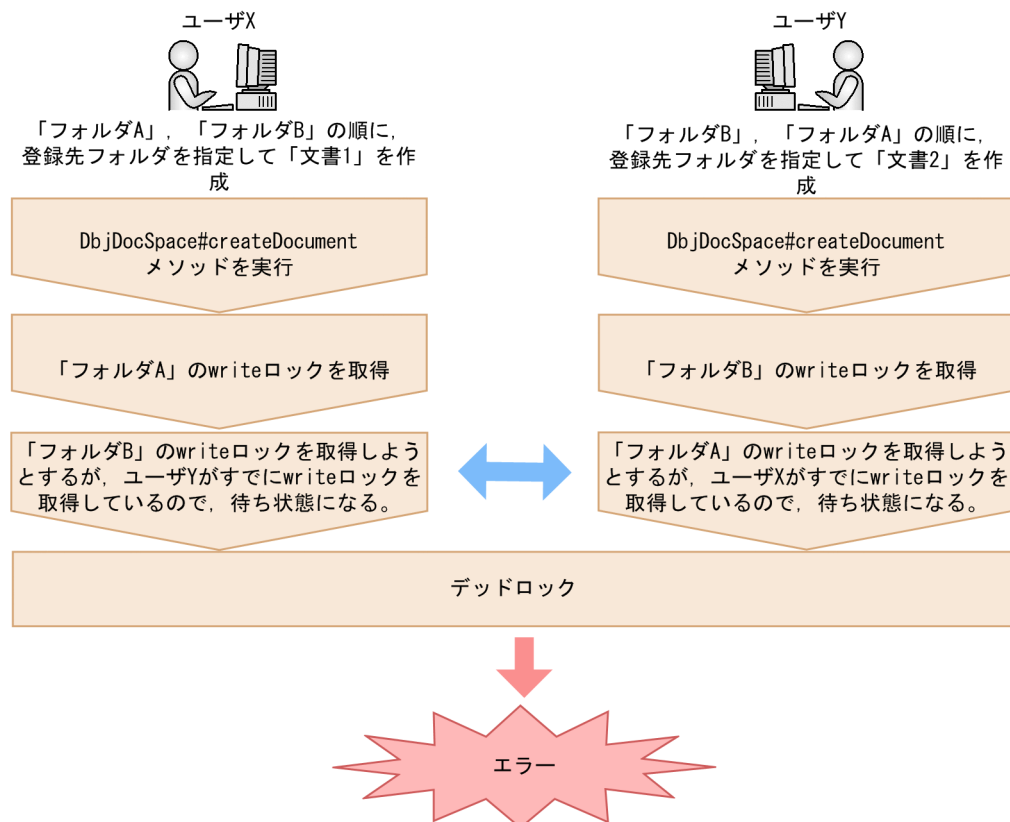 ユーザX
「フォルダA」，「フォルダB」の順に，
登録先フォルダを指定して「文書1」を作
成
DbjDocSpace#createDocument
メソッドを実行
「フォルダA」のwriteロックを取得
「フォルダB」のwriteロックを取得しよう
とするが，ユーザYがすでにwriteロックを
取得しているので，待ち状態になる。
ユーザY
「フォルダB」，「フォルダA」の順に，
登録先フォルダを指定して「文書2」を作
成
DbjDocSpace#createDocument
メソッドを実行
「フォルダB」のwriteロックを取得
「フォルダA」のwriteロックを取得しよう
とするが，ユーザXがすでにwriteロックを
取得しているので，待ち状態になる。
デッドロック
エラー